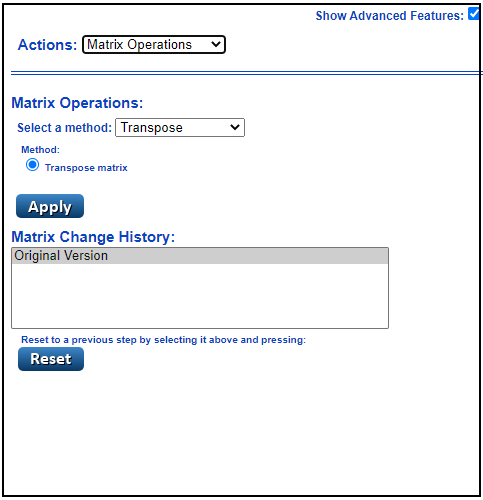 Show Advanced Features:
Actions: Matrix Operations
Matrix Operations:
Select a method: Transpose
Method:
Transpose matrix
Apply
Matrix Change History:
Original Version
Reset to a previous step by selecting it above and pressing:
Reset